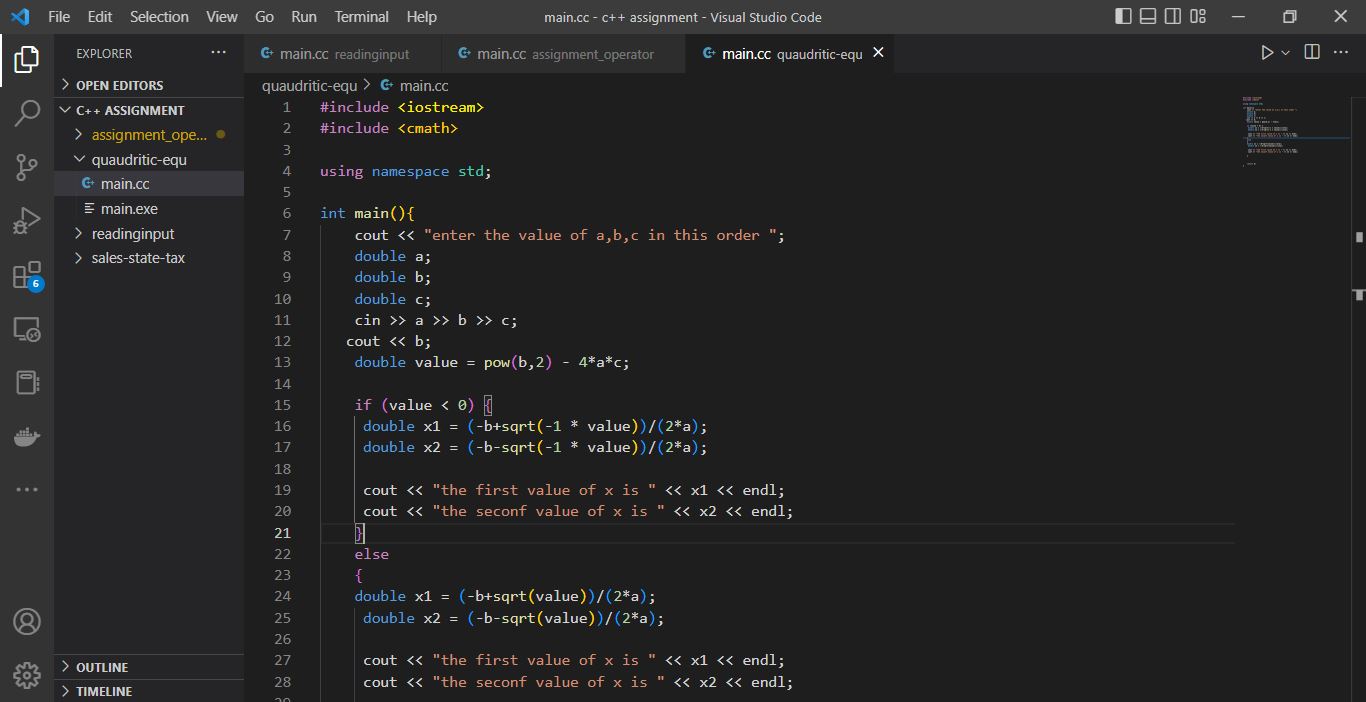 File Edit Selection View Go Run Terminal Help main.cc - c++ assignment - Visual Studio Code
EXPLORER ···
OPEN EDITORS
C++ ASSIGNMENT
assignment_ope...
quaudritic-equ
main.cc
main.exe
readinginput
sales-state-tax
OUTLINE
TIMELINE
6
main.cc readinginput main.cc assignment_operator main.cc quaudritic-equ
quaudritic-equ > main.cc
1 #include <iostream>
2 #include <cmath>
3
4 using namespace std;
5
6 int main(){
7 cout << "enter the value of a,b,c in this order ";
8 double a;
9 double b;
10 double c;
11 cin >> a >> b >> c;
12 cout << b;
13 double value = pow(b,2) - 4*a*c;
14
15 if (value < 0) {
16 double x1 = (-b+sqrt(-1 * value))/(2*a);
17 double x2 = (-b-sqrt(-1 * value))/(2*a);
18
19 cout << "the first value of x is " << x1 << endl;
20 cout << "the seconf value of x is " << x2 << endl;
21 }
22 else
23 {
24 double x1 = (-b+sqrt(value))/(2*a);
25 double x2 = (-b-sqrt(value))/(2*a);
26
27 cout << "the first value of x is " << x1 << endl;
28 cout << "the seconf value of x is " << x2 << endl;